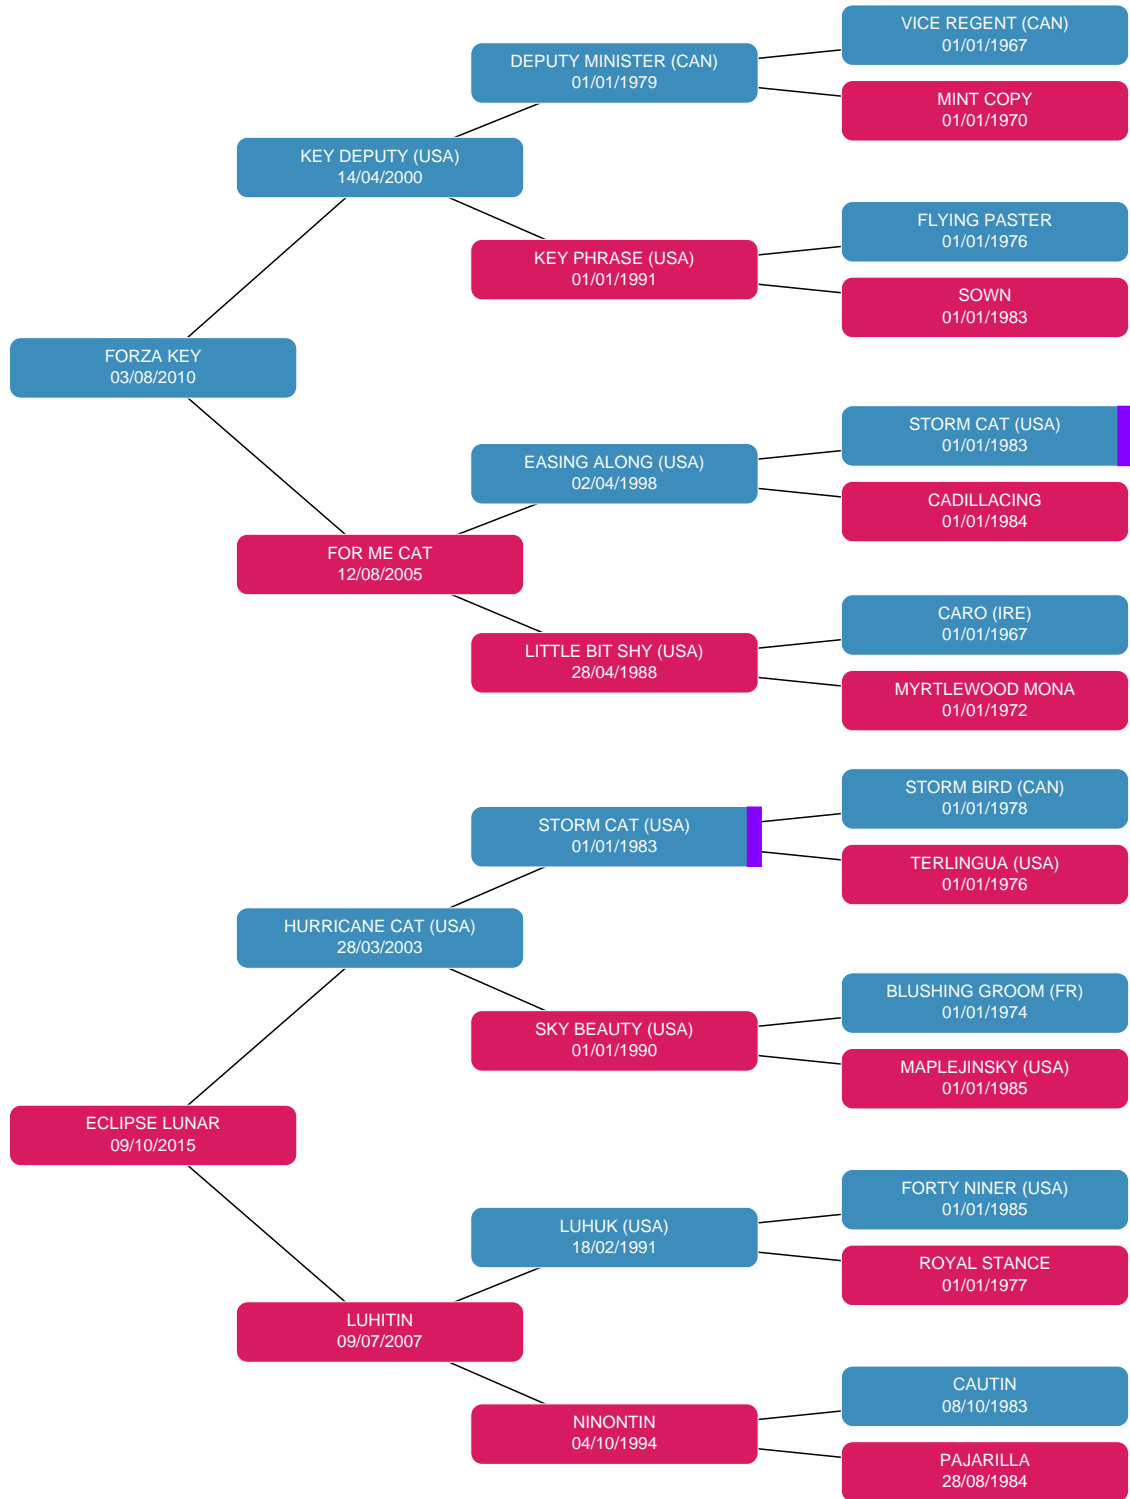 VICE REGENT (CAN)
01/01/1967
DEPUTY MINISTER (CAN)
01/01/1979
MINT COPY
01/01/1970
KEY DEPUTY (USA)
14/04/2000
FLYING PASTER
01/01/1976
KEY PHRASE (USA)
01/01/1991
SOWN
01/01/1983
FORZA KEY
03/08/2010
STORM CAT (USA)
01/01/1983
EASING ALONG (USA)
02/04/1998
CADILLACING
01/01/1984
FOR ME CAT
12/08/2005
CARO (IRE)
01/01/1967
LITTLE BIT SHY (USA)
28/04/1988
MYRTLEWOOD MONA
01/01/1972
STORM BIRD (CAN)
01/01/1978
STORM CAT (USA)
01/01/1983
TERLINGUA (USA)
01/01/1976
HURRICANE CAT (USA)
28/03/2003
BLUSHING GROOM (FR)
01/01/1974
SKY BEAUTY (USA)
01/01/1990
MAPLEJINSKY (USA)
01/01/1985
ECLIPSE LUNAR
09/10/2015
FORTY NINER (USA)
01/01/1985
LUHUK (USA)
18/02/1991
ROYAL STANCE
01/01/1977
LUHITIN
09/07/2007
CAUTIN
08/10/1983
NINONTIN
04/10/1994
PAJARILLA
28/08/1984